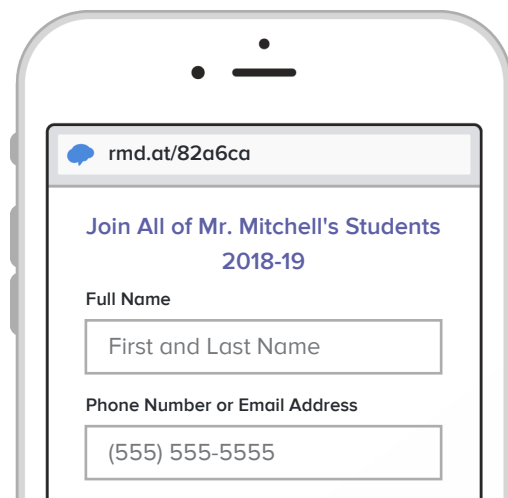 rmd.at/82a6ca
Join All of Mr. Mitchell's Students
2018-19
Full Name
First and Last Name
Phone Number or Email Address
(555) 555-5555